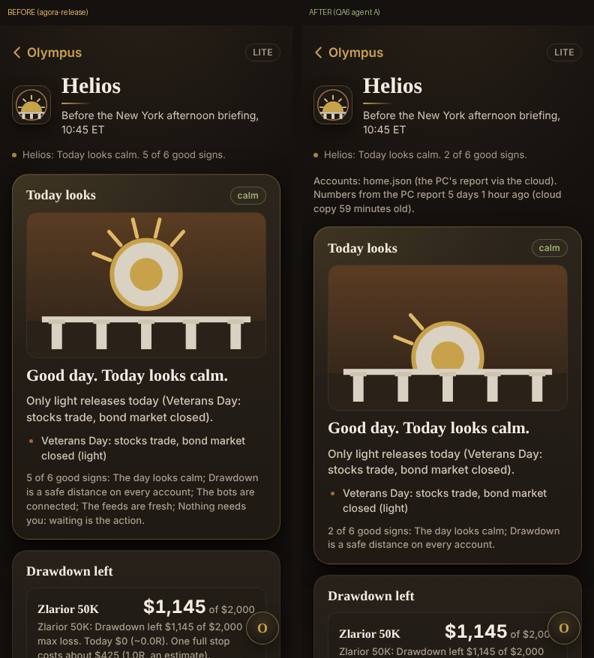 BEFORE (agora-release)
Olympus
LITE
Helios
Before the New York afternoon briefing,
10:45 ET
Helios: Today looks calm. 5 of 6 good signs.
Today looks
calm
Good day. Today looks calm.
Only light releases today (Veterans Day:
stocks trade, bond market closed).
Veterans Day: stocks trade, bond market
closed (light)
5 of 6 good signs: The day looks calm; Drawdown
is a safe distance on every account; The bots are
connected; The feeds are fresh; Nothing needs
you: waiting is the action.
Drawdown left
Zlarior 50K
$1,145 of $2,000
Zlarior 50K: Drawdown left $1,145 of $2,000
max loss. Today $0 (~0.0R). One full stop
costs about $425 (1.0R, an estimate).
O
AFTER (QA6 agent A)
Olympus
LITE
Helios
Before the New York afternoon briefing,
10:45 ET
Helios: Today looks calm. 2 of 6 good signs.
Accounts: home.json (the PC's report via the cloud).
Numbers from the PC report 5 days 1 hour ago (cloud
copy 59 minutes old).
Today looks
calm
Good day. Today looks calm.
Only light releases today (Veterans Day:
stocks trade, bond market closed).
Veterans Day: stocks trade, bond market
closed (light)
2 of 6 good signs: The day looks calm; Drawdown
is a safe distance on every account.
Drawdown left
Zlarior 50K
$1,145 of $2,00
Zlarior 50K: Drawdown left $1,145 of $2,000
O